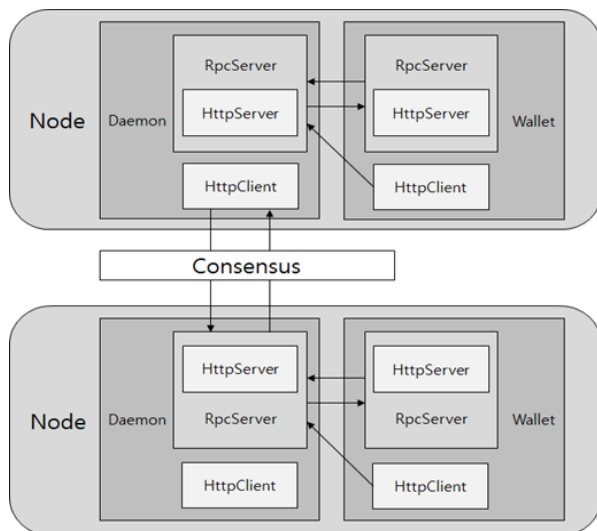 RpcServer
RpcServer
HttpServer
HttpServer
Node
Daemon
Wallet
HttpClient
HttpClient
Consensus
HttpServer
HttpServer
Node
Daemon
RpcServer
RpcServer
Wallet
HttpClient
HttpClient